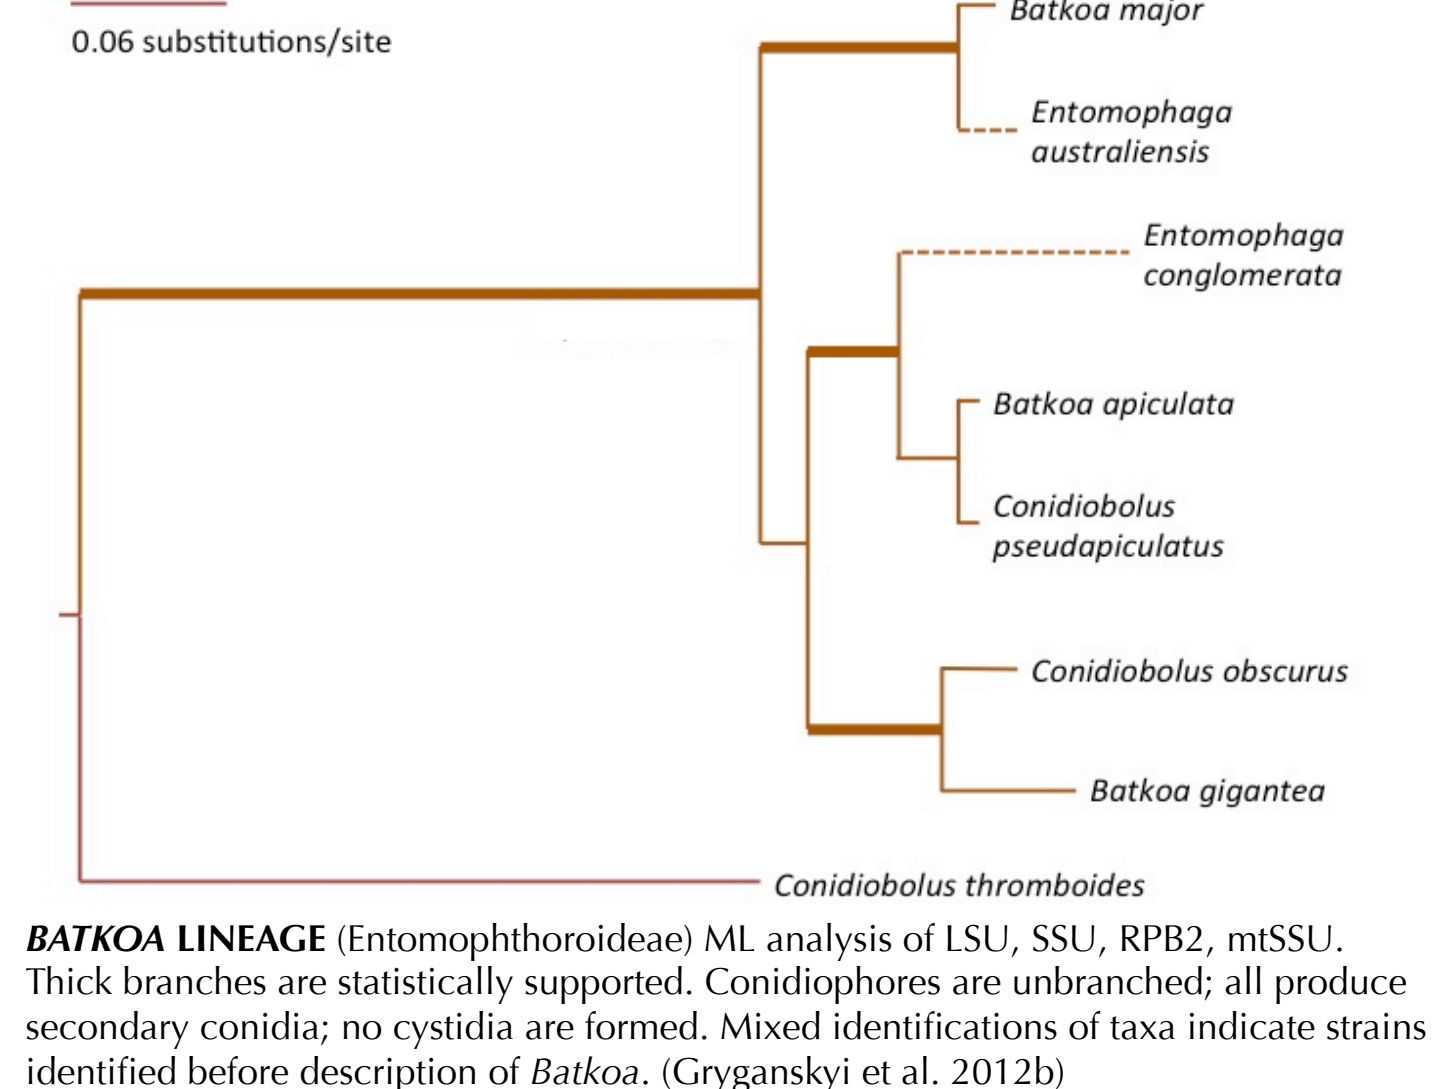 Batkoa major
0.06 substitutions/site
Entomophaga
australiensis
Entomophaga
conglomerata
Batkoa apiculata
Conidiobolus
pseudapiculatus
Conidiobolus obscurus
Batkoa gigantea
Conidiobolus thromboides
BATKOA LINEAGE (Entomophthoroideae) ML analysis of LSU, SSU, RPB2, mtSSU.
Thick branches are statistically supported. Conidiophores are unbranched; all produce
secondary conidia; no cystidia are formed. Mixed identifications of taxa indicate strains
identified before description of Batkoa. (Gryganskyi et al. 2012b)